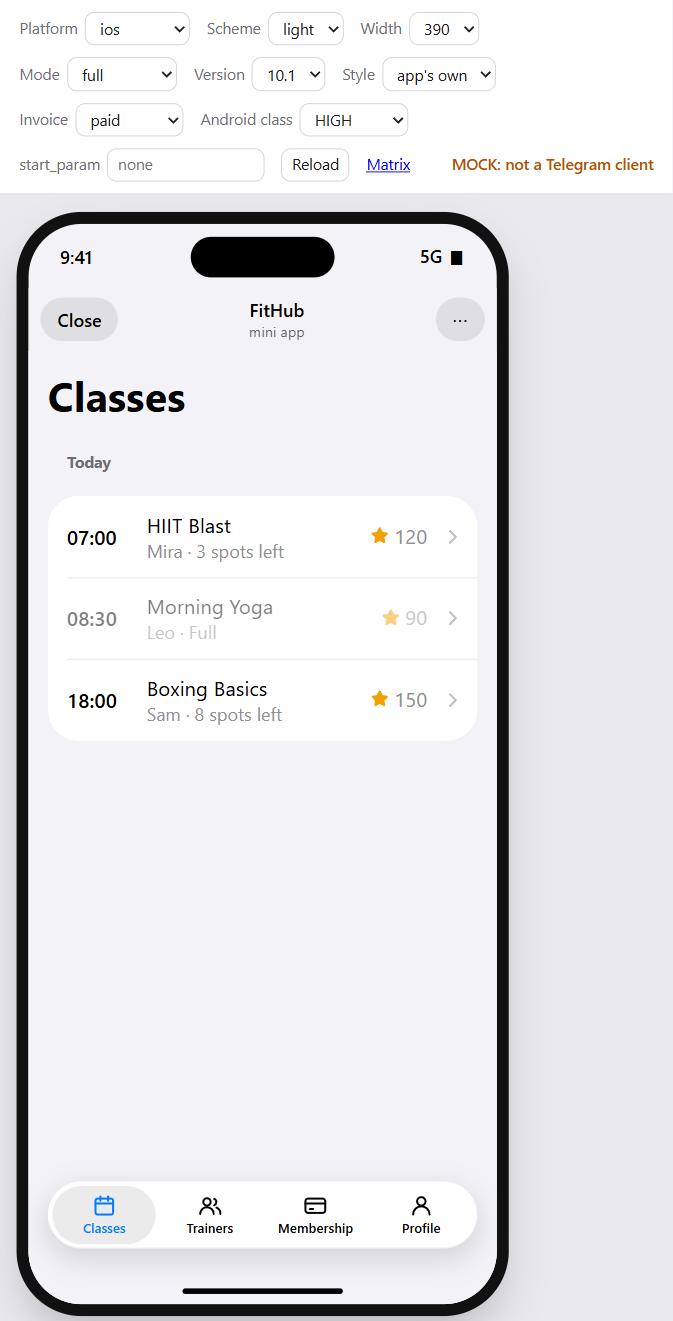 Platform ios Scheme light Width 390
Mode full Version 10.1 Style app's own
Invoice paid Android class HIGH
start_param none Reload Matrix MOCK: not a Telegram client
9:41 5G
Close FitHub ...
mini app
Classes
Today
07:00 HIIT Blast 120
Mira · 3 spots left
08:30 Morning Yoga 90
Leo · Full
18:00 Boxing Basics 150
Sam · 8 spots left
Classes Trainers Membership Profile